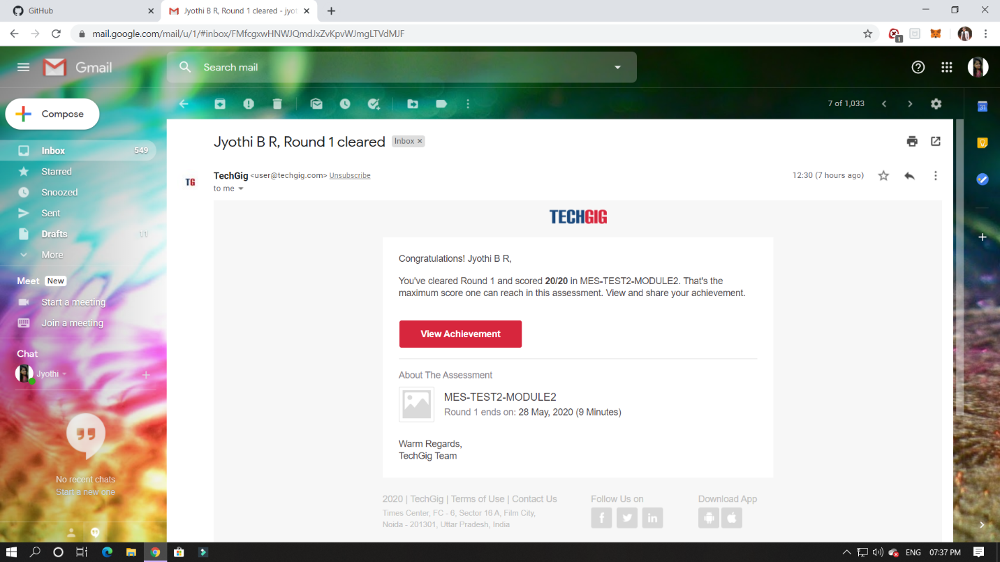 GitHub
Jyothi B R, Round 1 cleared - jyot
mail.google.com/mail/u/1/#inbox/FMfcgxwHNWJQmdJxZvKpvWJmgLTVdMJF
1
Gmail
Search mail
Compose
7 of 1,033
31
Inbox 549
Starred
Snoozed
Sent
Drafts 11
More
Meet New
Start a meeting
Join a meeting
Chat
Jyothi
No recent chats
Start a new one
Jyothi B R, Round 1 cleared Inbox x
TG
TechGig <user@techgig.com> Unsubscribe
12:30 (7 hours ago)
to me
TECHGIG
Congratulations! Jyothi B R,
You've cleared Round 1 and scored 20/20 in MES-TEST2-MODULE2. That's the
maximum score one can reach in this assessment. View and share your achievement.
View Achievement
About The Assessment
MES-TEST2-MODULE2
Round 1 ends on: 28 May, 2020 (9 Minutes)
Warm Regards,
TechGig Team
2020 | TechGig | Terms of Use | Contact Us
Times Center, FC - 6, Sector 16 A, Film City,
Noida - 201301, Uttar Pradesh, India
Follow Us on
Download App
ENG 07:37 PM